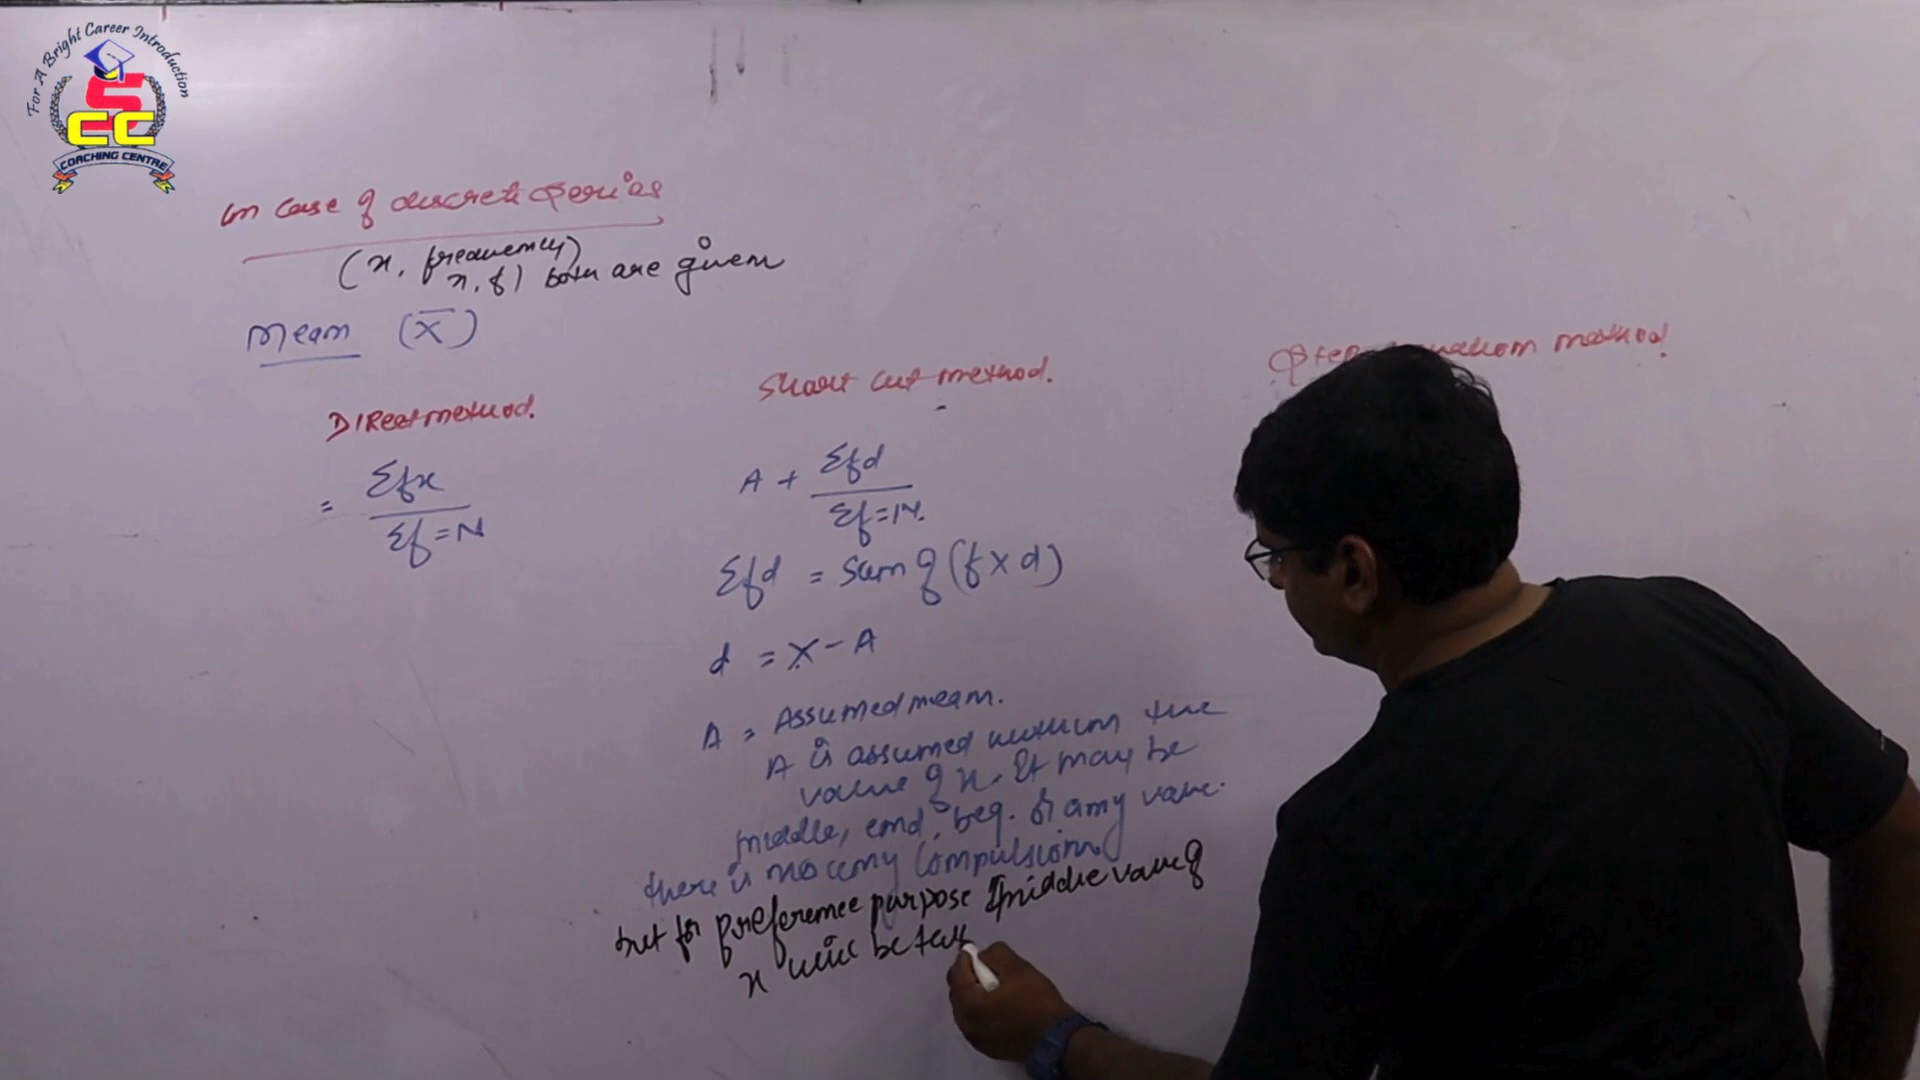 For A Bright Career Introduction
SCC
COACHING CENTRE
in case of discrete series
(x, frequency)
x, f) both are given
Mean (X̅)
Direct method.
= Σfx
Σf=N
Short cut method.
A + Σfd
Σf=N.
Σfd = sum of (f x d)
d = X - A
A = Assumed mean.
A is assumed within the
value of x. It may be
middle, end, beg. or any value.
there is no any compulsion
but for preference purpose middle value of
x will be
method.